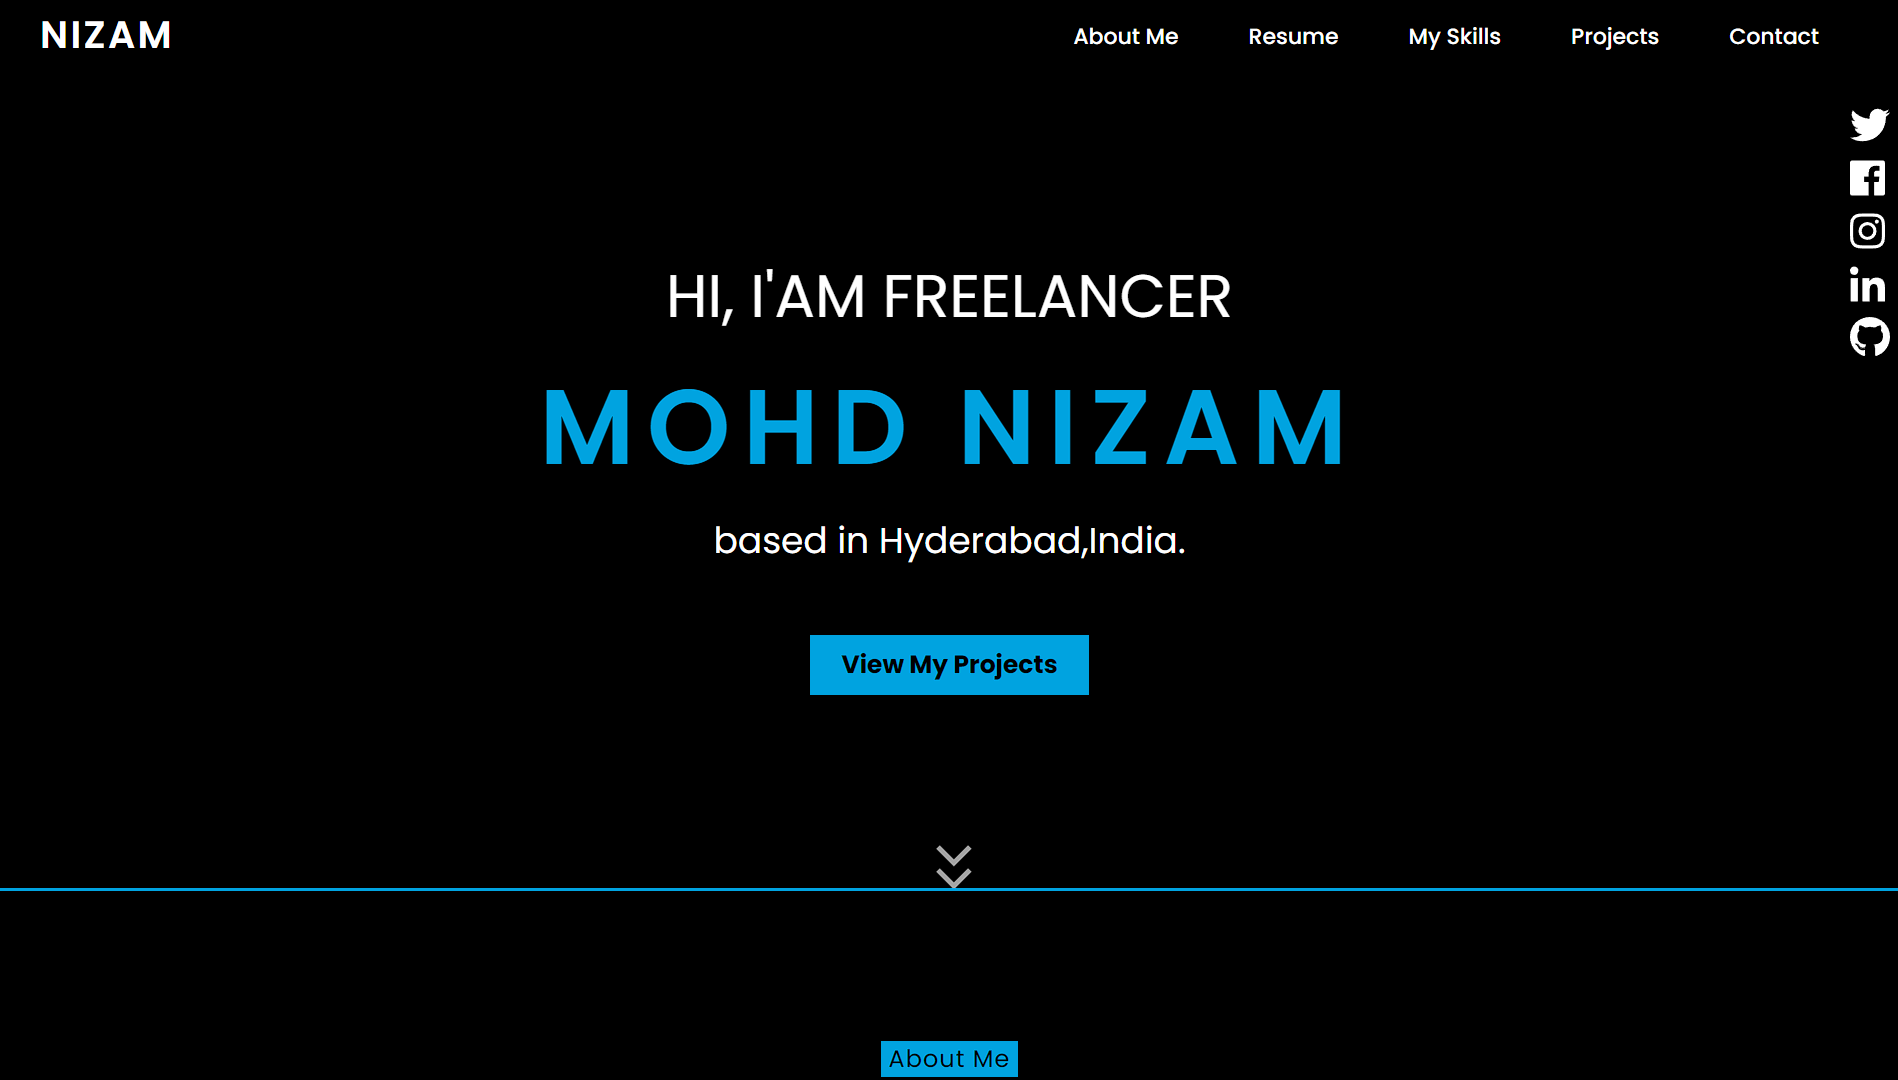 NIZAM
About Me Resume My Skills Projects Contact
HI, I'AM FREELANCER
MOHD NIZAM
based in Hyderabad,India.
View My Projects
About Me